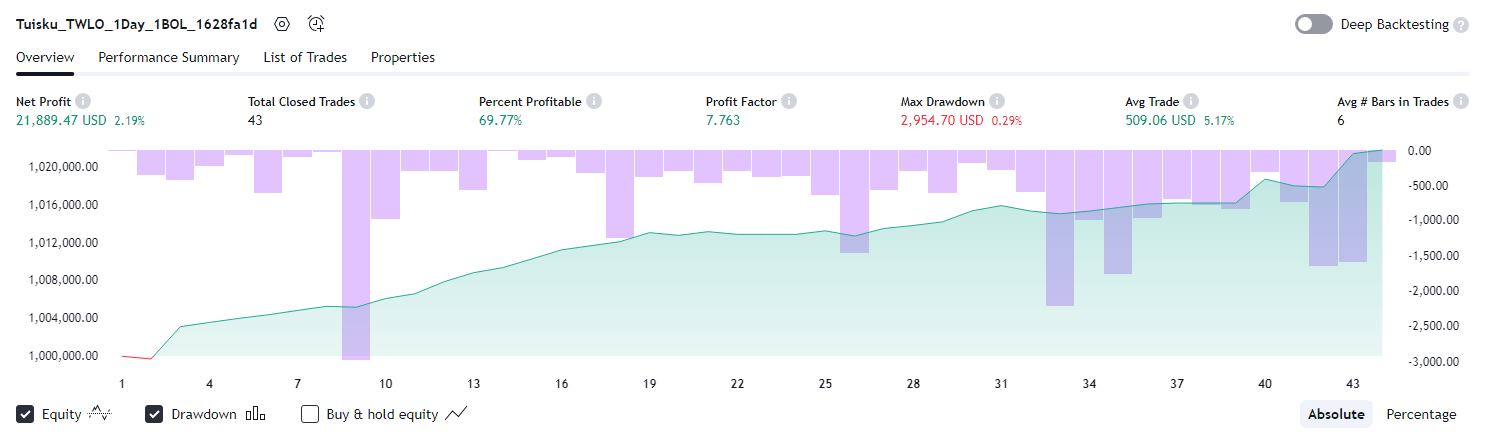 Tuisku_TWLO_1Day_1BOL_1628fa1d
Deep Backtesting ?
Overview Performance Summary List of Trades Properties
Net Profit i Total Closed Trades i Percent Profitable i Profit Factor i Max Drawdown i Avg Trade i Avg # Bars in Trades i
21,889.47 USD 2.19% 43 69.77% 7.763 2,954.70 USD 0.29% 509.06 USD 5.17% 6
1,020,000.00
1,016,000.00
1,012,000.00
1,008,000.00
1,004,000.00
1,000,000.00
0.00
-500.00
-1,000.00
-1,500.00
-2,000.00
-2,500.00
-3,000.00
1 4 7 10 13 16 19 22 25 28 31 34 37 40 43
Equity Drawdown Buy & hold equity Absolute Percentage